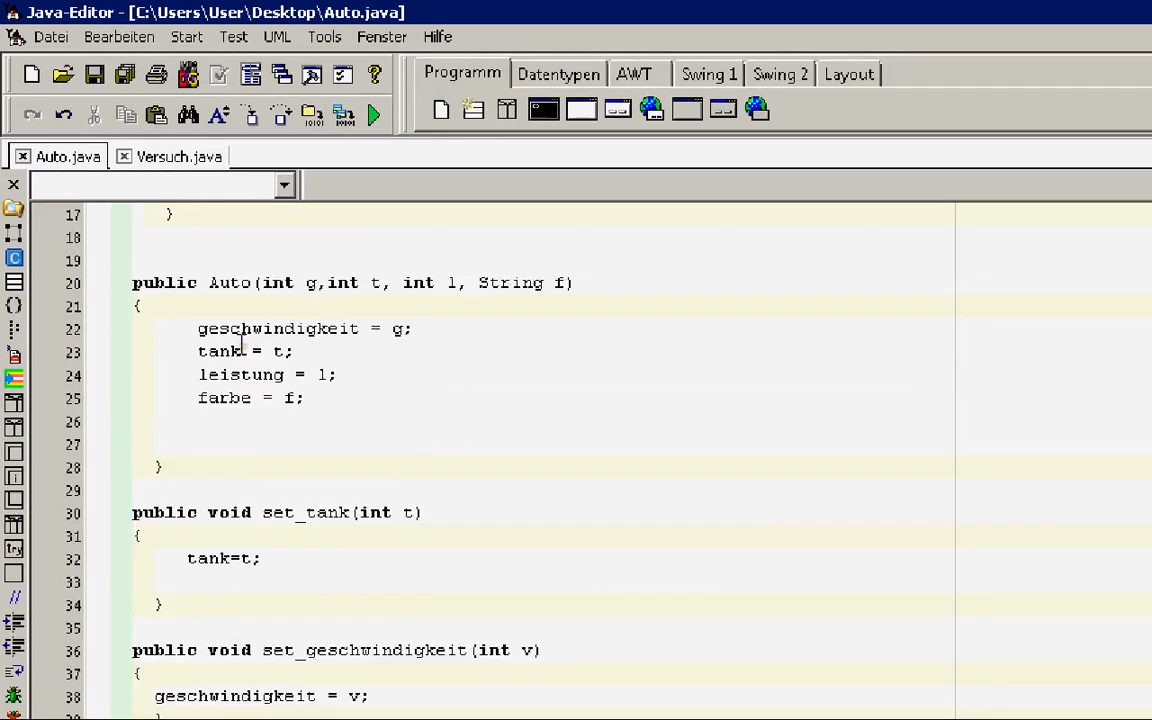 Java-Editor - [C:\Users\User\Desktop\Auto.java]
Datei Bearbeiten Start Test UML Tools Fenster Hilfe
Programm Datentypen AWT Swing 1 Swing 2 Layout
Auto.java Versuch.java
17 }
18
19
20 public Auto(int g,int t, int l, String f)
21 {
22 geschwindigkeit = g;
23 tank = t;
24 leistung = l;
25 farbe = f;
26
27
28 }
29
30 public void set_tank(int t)
31 {
32 tank=t;
33
34 }
35
36 public void set_geschwindigkeit(int v)
37 {
38 geschwindigkeit = v;
39 }